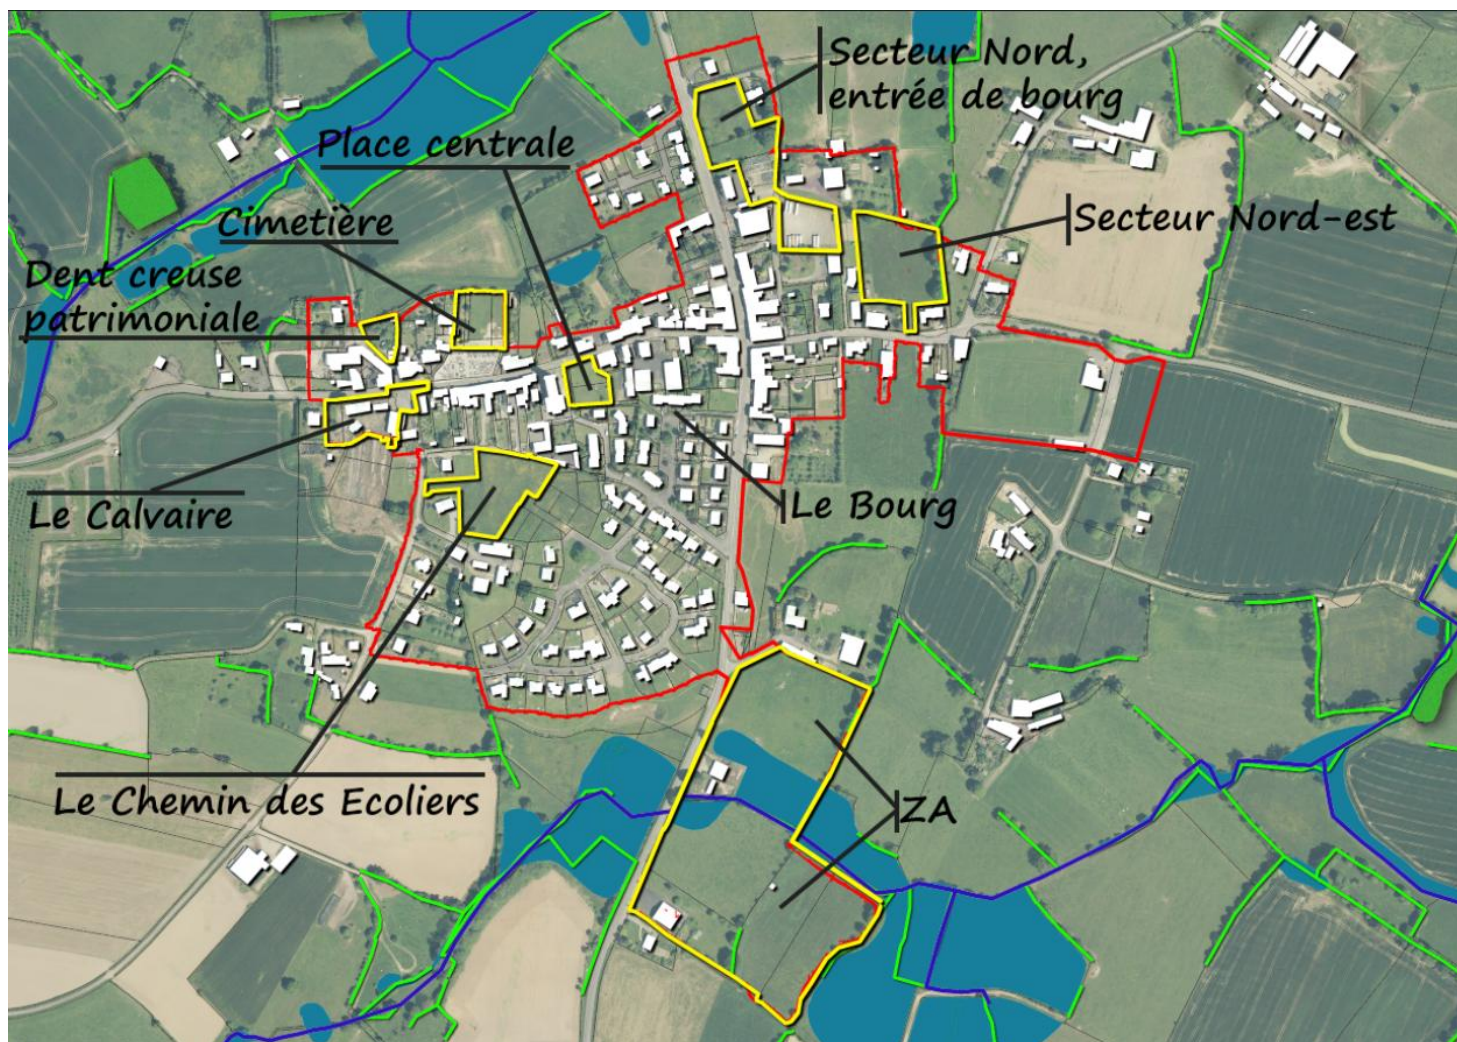 Secteur Nord,
entrée de bourg
Place centrale
Cimetière
Secteur Nord-est
Dent creuse
patrimoniale
Le Calvaire
Le Bourg
Le Chemin des Ecoliers
ZA